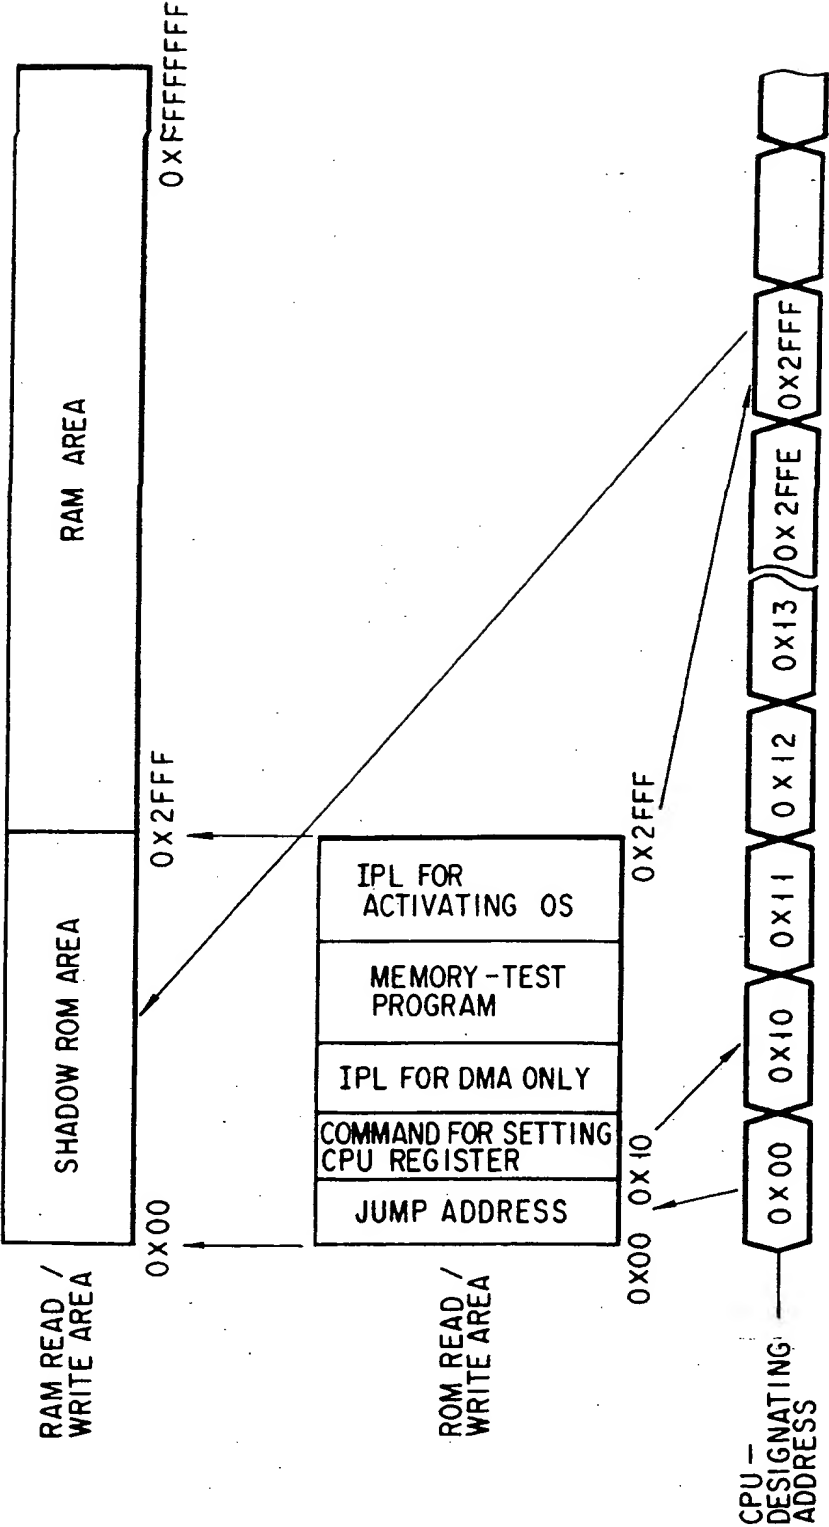 RAM READ /
WRITE AREA
SHADOW ROM AREA
RAM AREA
0X00
0X2FFF
0XFFFFFFFF
ROM READ /
WRITE AREA
JUMP ADDRESS
COMMAND FOR SETTING
CPU REGISTER
IPL FOR DMA ONLY
MEMORY-TEST
PROGRAM
IPL FOR
ACTIVATING OS
0X00
0X10
0X2FFF
CPU-
DESIGNATING
ADDRESS
0X00
0X10
0X11
0X12
0X13
0X2FFE
0X2FFF